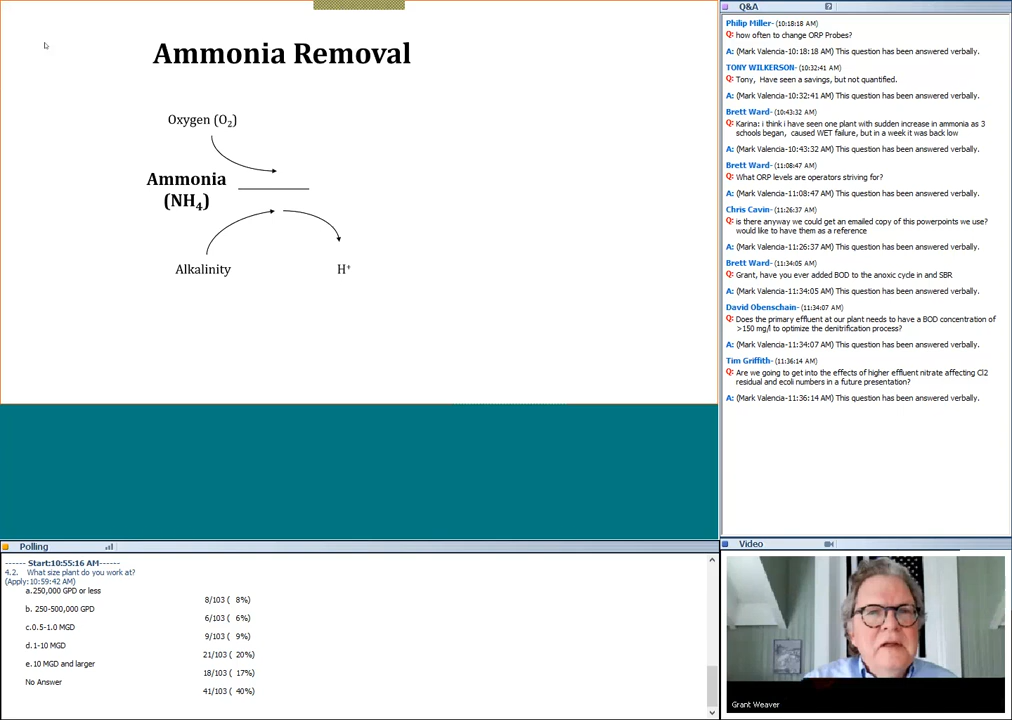 Ammonia Removal
Oxygen (O2)
Ammonia
(NH4)
Alkalinity
H+
Q&A
Philip Miller- (10:18:18 AM)
Q: how often to change ORP Probes?
A: (Mark Valencia-10:18:18 AM) This question has been answered verbally.
TONY WILKERSON- (10:32:41 AM)
Q: Tony, Have seen a savings, but not quantified.
A: (Mark Valencia-10:32:41 AM) This question has been answered verbally.
Brett Ward- (10:43:32 AM)
Q: Karina: i think i have seen one plant with sudden increase in ammonia as 3
schools began, caused WET failure, but in a week it was back low
A: (Mark Valencia-10:43:32 AM) This question has been answered verbally.
Brett Ward- (11:08:47 AM)
Q: What ORP levels are operators striving for?
A: (Mark Valencia-11:08:47 AM) This question has been answered verbally.
Chris Cavin- (11:26:37 AM)
Q: is there anyway we could get an emailed copy of this powerpoints we use?
would like to have them as a reference
A: (Mark Valencia-11:26:37 AM) This question has been answered verbally.
Brett Ward- (11:34:05 AM)
Q: Grant, have you ever added BOD to the anoxic cycle in and SBR
A: (Mark Valencia-11:34:05 AM) This question has been answered verbally.
David Obenschain- (11:34:07 AM)
Q: Does the primary effluent at our plant needs to have a BOD concentration of
>150 mg/l to optimize the denitrification process?
A: (Mark Valencia-11:34:07 AM) This question has been answered verbally.
Tim Griffith- (11:36:14 AM)
Q: Are we going to get into the effects of higher effluent nitrate affecting Cl2
residual and ecoli numbers in a future presentation?
A: (Mark Valencia-11:36:14 AM) This question has been answered verbally.
Polling
------ Start:10:55:16 AM------
4.2. What size plant do you work at?
(Apply:10:59:42 AM)
a.250,000 GPD or less
8/103 ( 8%)
b. 250-500,000 GPD
6/103 ( 6%)
c.0.5-1.0 MGD
9/103 ( 9%)
d.1-10 MGD
21/103 ( 20%)
e.10 MGD and larger
18/103 ( 17%)
No Answer
41/103 ( 40%)
Video
Grant Weaver